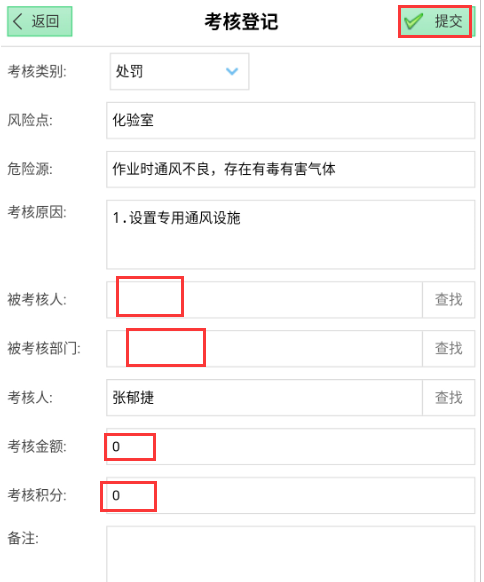 返回
考核登记
提交
考核类别:
处罚
风险点:
化验室
危险源:
作业时通风不良，存在有毒有害气体
考核原因:
1.设置专用通风设施
被考核人:
查找
被考核部门:
查找
考核人:
张郁捷
查找
考核金额:
0
考核积分:
0
备注: